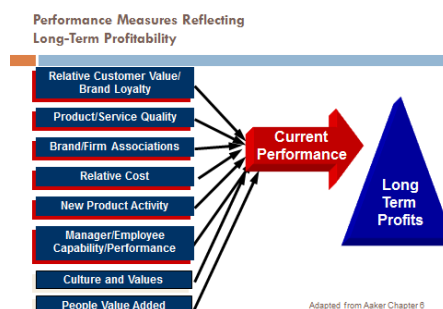 Performance Measures Reflecting
Long-Term Profitability
Relative Customer Value/
Brand Loyalty
Product/Service Quality
Brand/Firm Associations
Relative Cost
New Product Activity
Manager/Employee
Capability/Performance
Culture and Values
People Value Added
Current
Performance
Long
Term
Profits
Adapted from Aaker Chapter 6